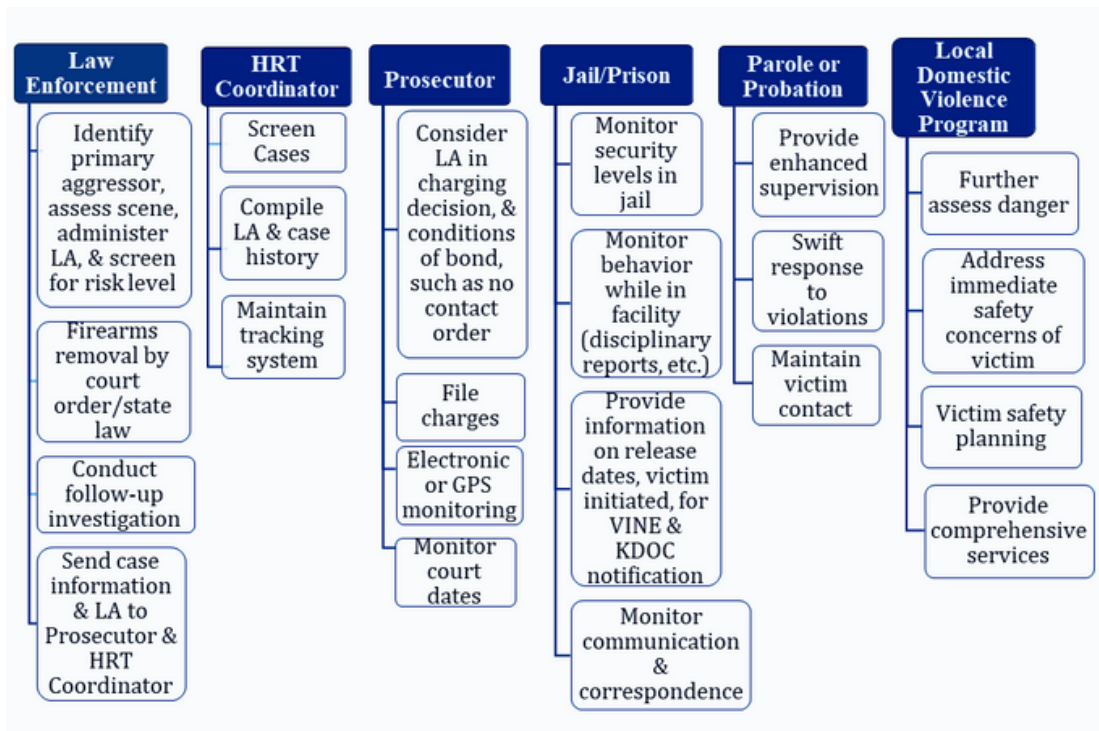 Law
Enforcement
Identify
primary
aggressor,
assess scene,
administer
LA, & screen
for risk level
Firearms
removal by
court
order/state
law
Conduct
follow-up
investigation
Send case
information
& LA to
Prosecutor &
HRT
Coordinator
HRT
Coordinator
Screen
Cases
Compile
LA & case
history
Maintain
tracking
system
Prosecutor
Consider
LA in
charging
decision, &
conditions
of bond,
such as no
contact
order
File
charges
Electronic
or GPS
monitoring
Monitor
court
dates
Jail/Prison
Monitor
security
levels in
jail
Monitor
behavior
while in
facility
(disciplinary
reports, etc.)
Provide
information
on release
dates, victim
initiated, for
VINE &
KDOC
notification
Monitor
communication
&
correspondence
Parole or
Probation
Provide
enhanced
supervision
Swift
response
to
violations
Maintain
victim
contact
Local
Domestic
Violence
Program
Further
assess danger
Address
immediate
safety
concerns of
victim
Victim safety
planning
Provide
comprehensive
services